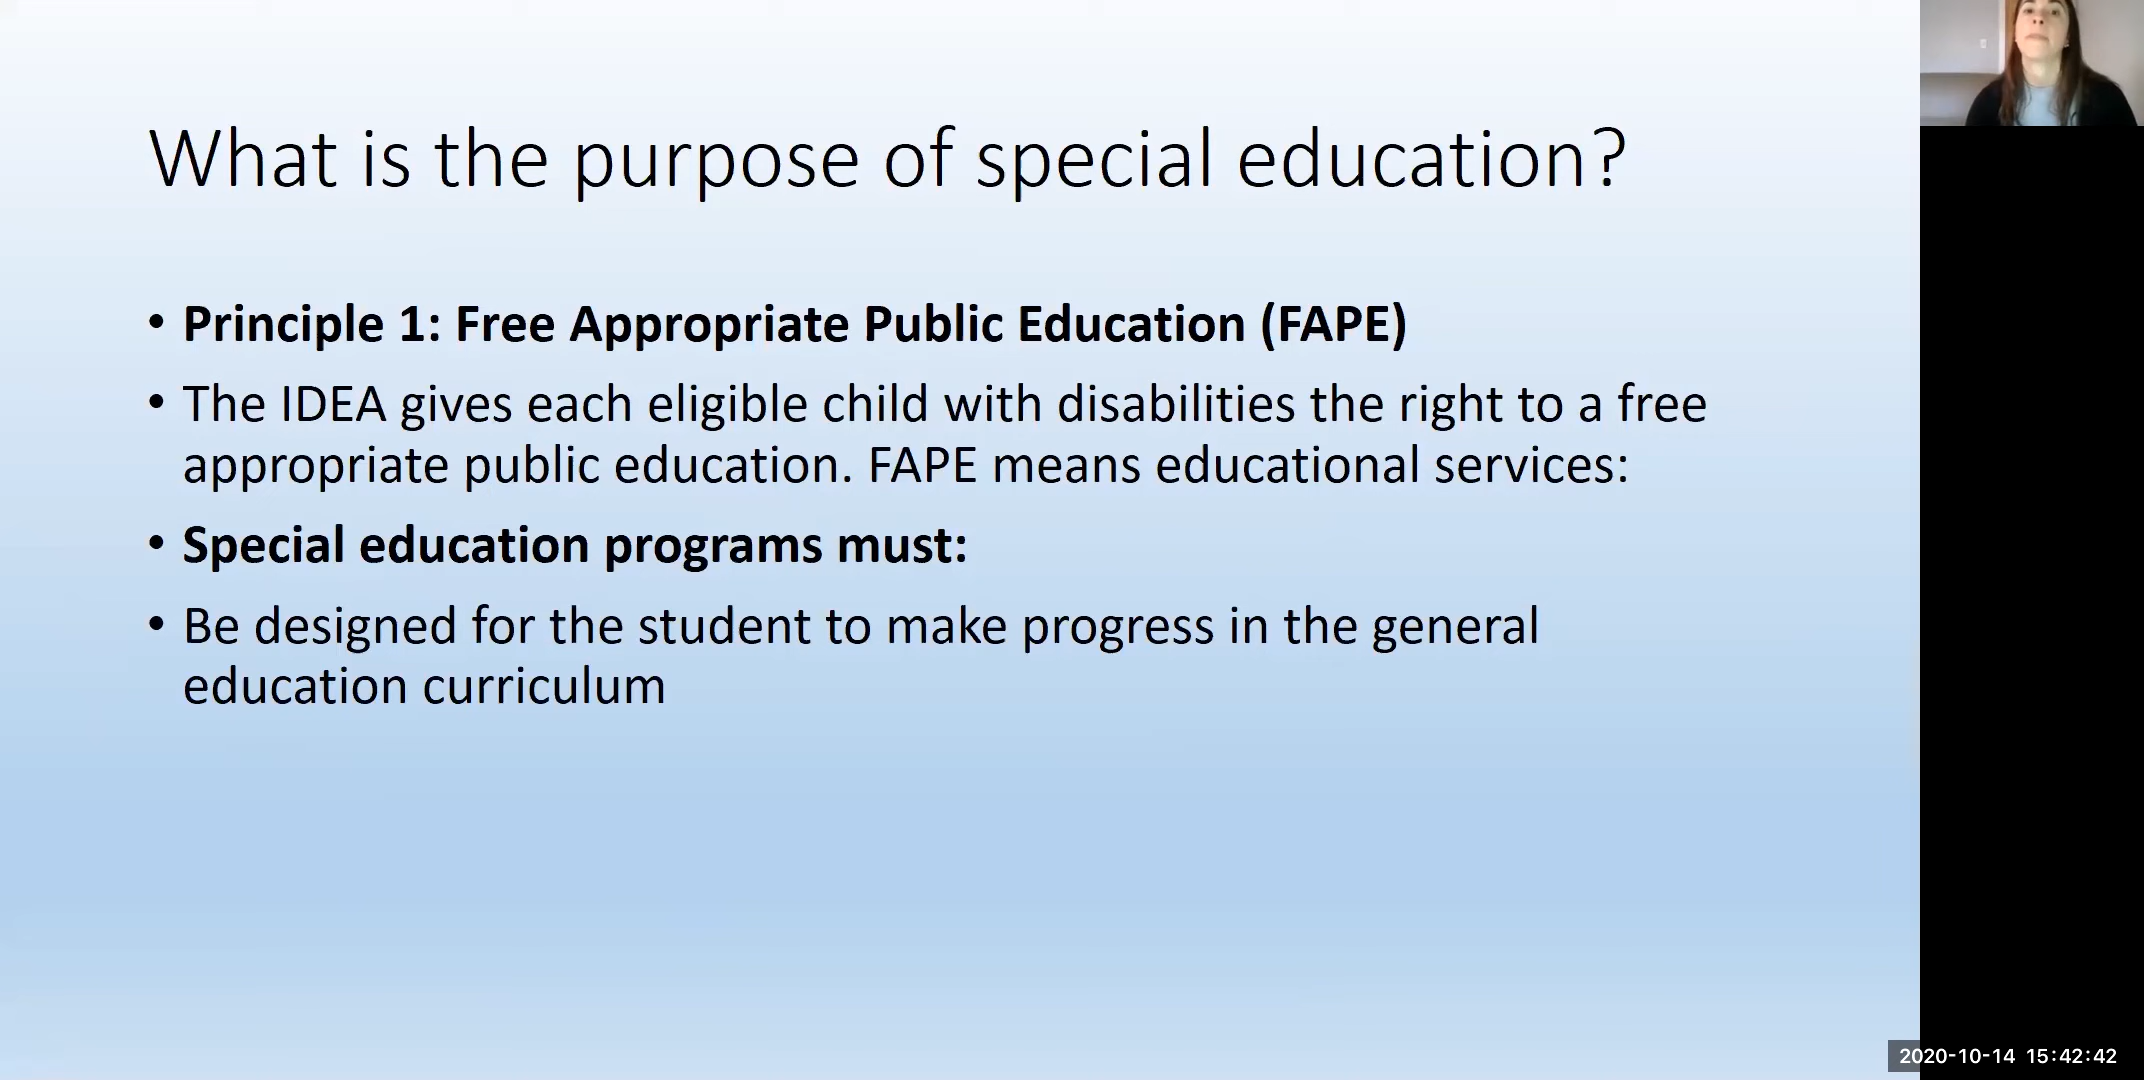 What is the purpose of special education?
• Principle 1: Free Appropriate Public Education (FAPE)
• The IDEA gives each eligible child with disabilities the right to a free
appropriate public education. FAPE means educational services:
• Special education programs must:
• Be designed for the student to make progress in the general
education curriculum
2020-10-14 15:42:42